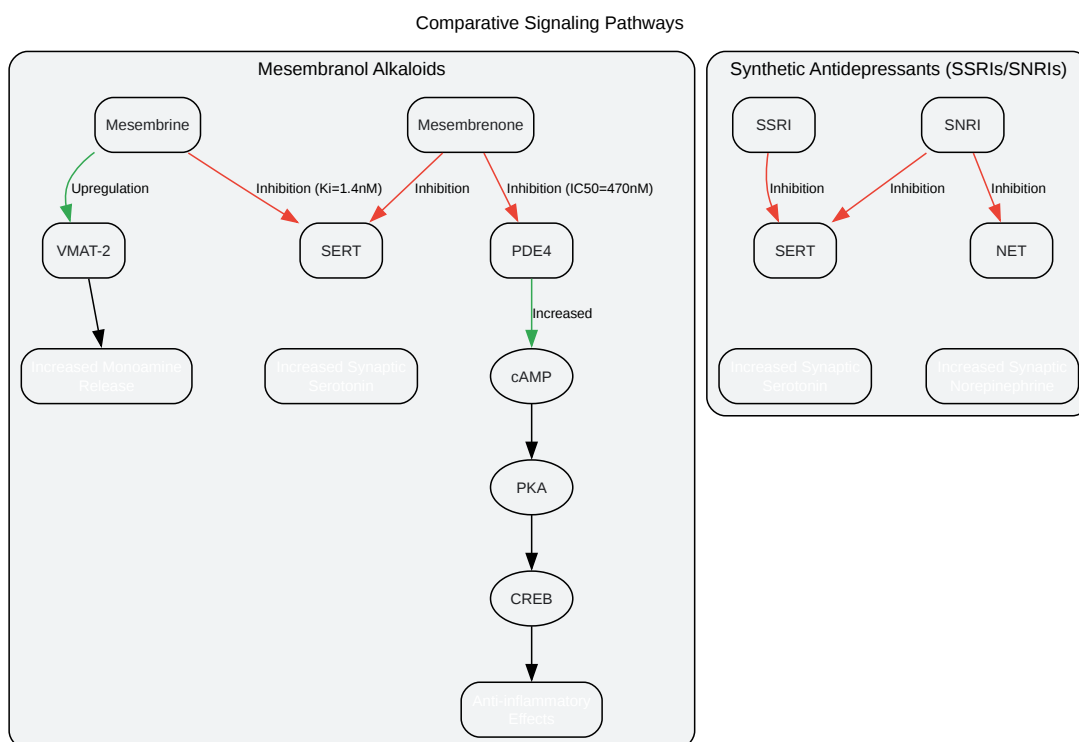 Comparative Signaling Pathways
Mesembranol Alkaloids
Synthetic Antidepressants (SSRIs/SNRIs)
Mesembrine
Mesembrenone
SSRI
SNRI
Upregulation
Inhibition (Ki=1.4nM)
Inhibition
Inhibition (IC50=470nM)
Inhibition
Inhibition
Inhibition
VMAT-2
SERT
PDE4
SERT
NET
Increased
Increased Monoamine
Release
Increased Synaptic
Serotonin
cAMP
Increased Synaptic
Serotonin
Increased Synaptic
Norepinephrine
PKA
CREB
Anti-inflammatory
Effects